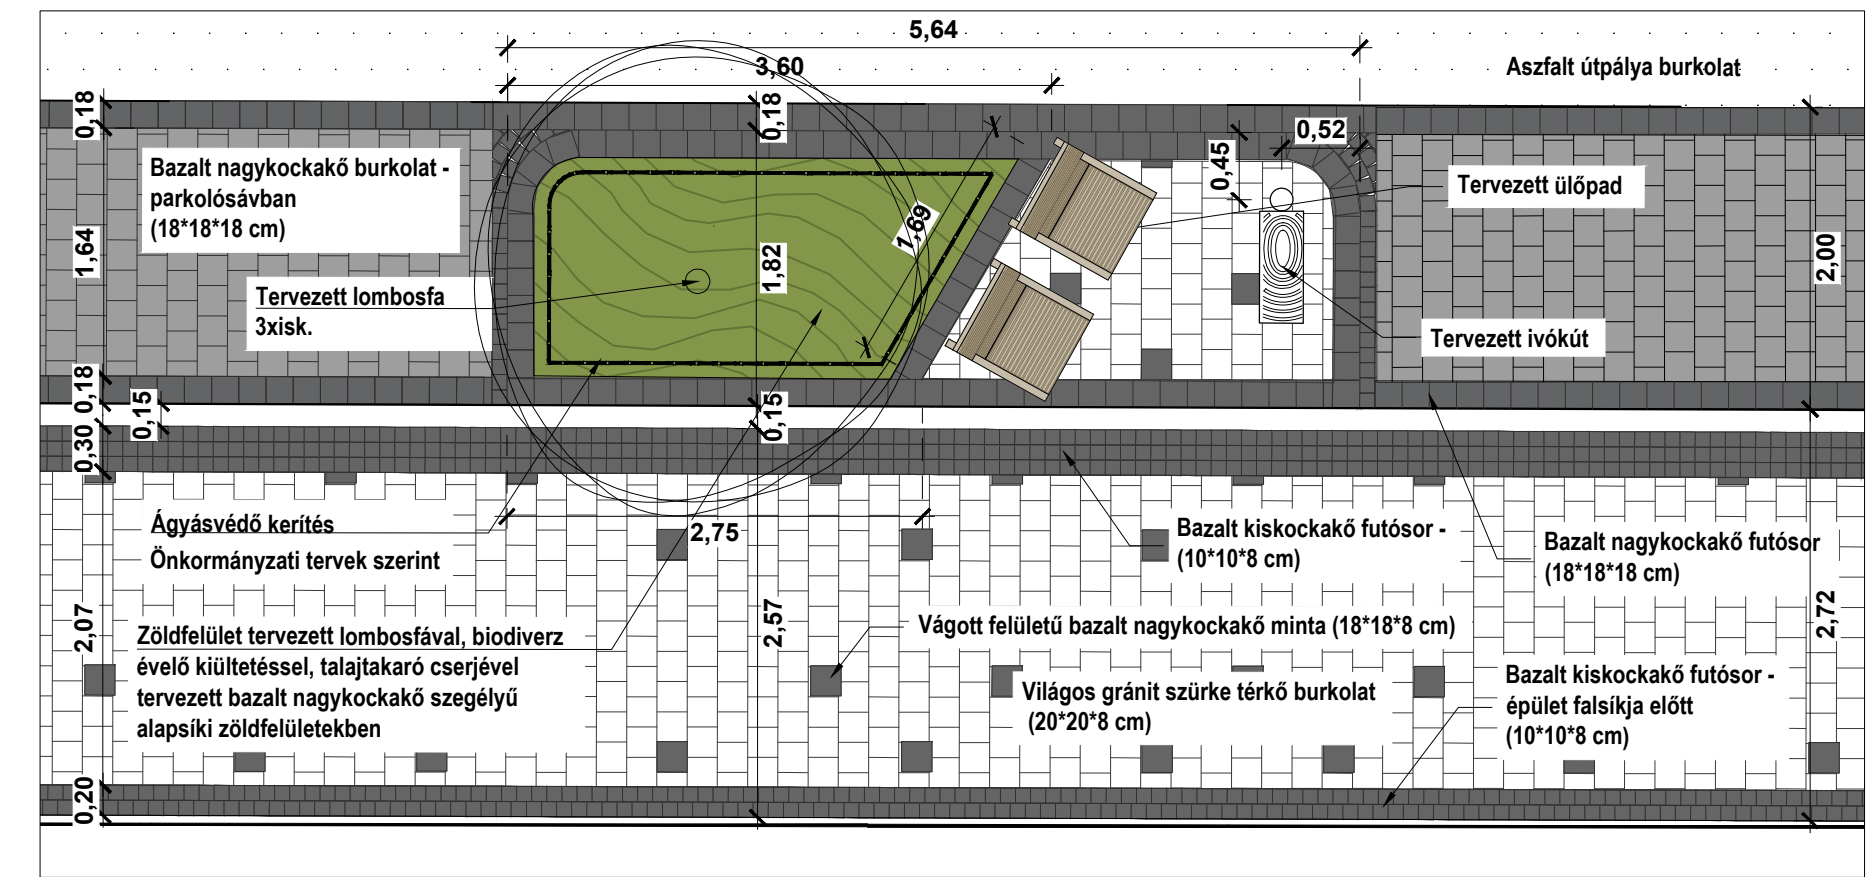 5,64
3,60
Aszfalt útpálya burkolat
0,18
0,18
0,52
0,45
Bazalt nagykockakő burkolat -
parkolósávban
(18*18*18 cm)
Tervezett ülőpad
1,64
1,69
1,82
2,00
Tervezett lombosfa
3xisk.
Tervezett ivókút
0,18
0,15
0,15
0,30
Ágyásvédő kerítés
Önkormányzati tervek szerint
2,75
Bazalt kiskockakő futósor -
(10*10*8 cm)
Bazalt nagykockakő futósor
(18*18*18 cm)
2,07
2,57
2,72
Zöldfelület tervezett lombosfával, biodiverz
évelő kiültetéssel, talajtakaró cserjével
tervezett bazalt nagykockakő szegélyű
alapsíki zöldfelületekben
Vágott felületű bazalt nagykockakő minta (18*18*8 cm)
Világos gránit szürke térkő burkolat
(20*20*8 cm)
Bazalt kiskockakő futósor -
épület falsíkja előtt
(10*10*8 cm)
0,20